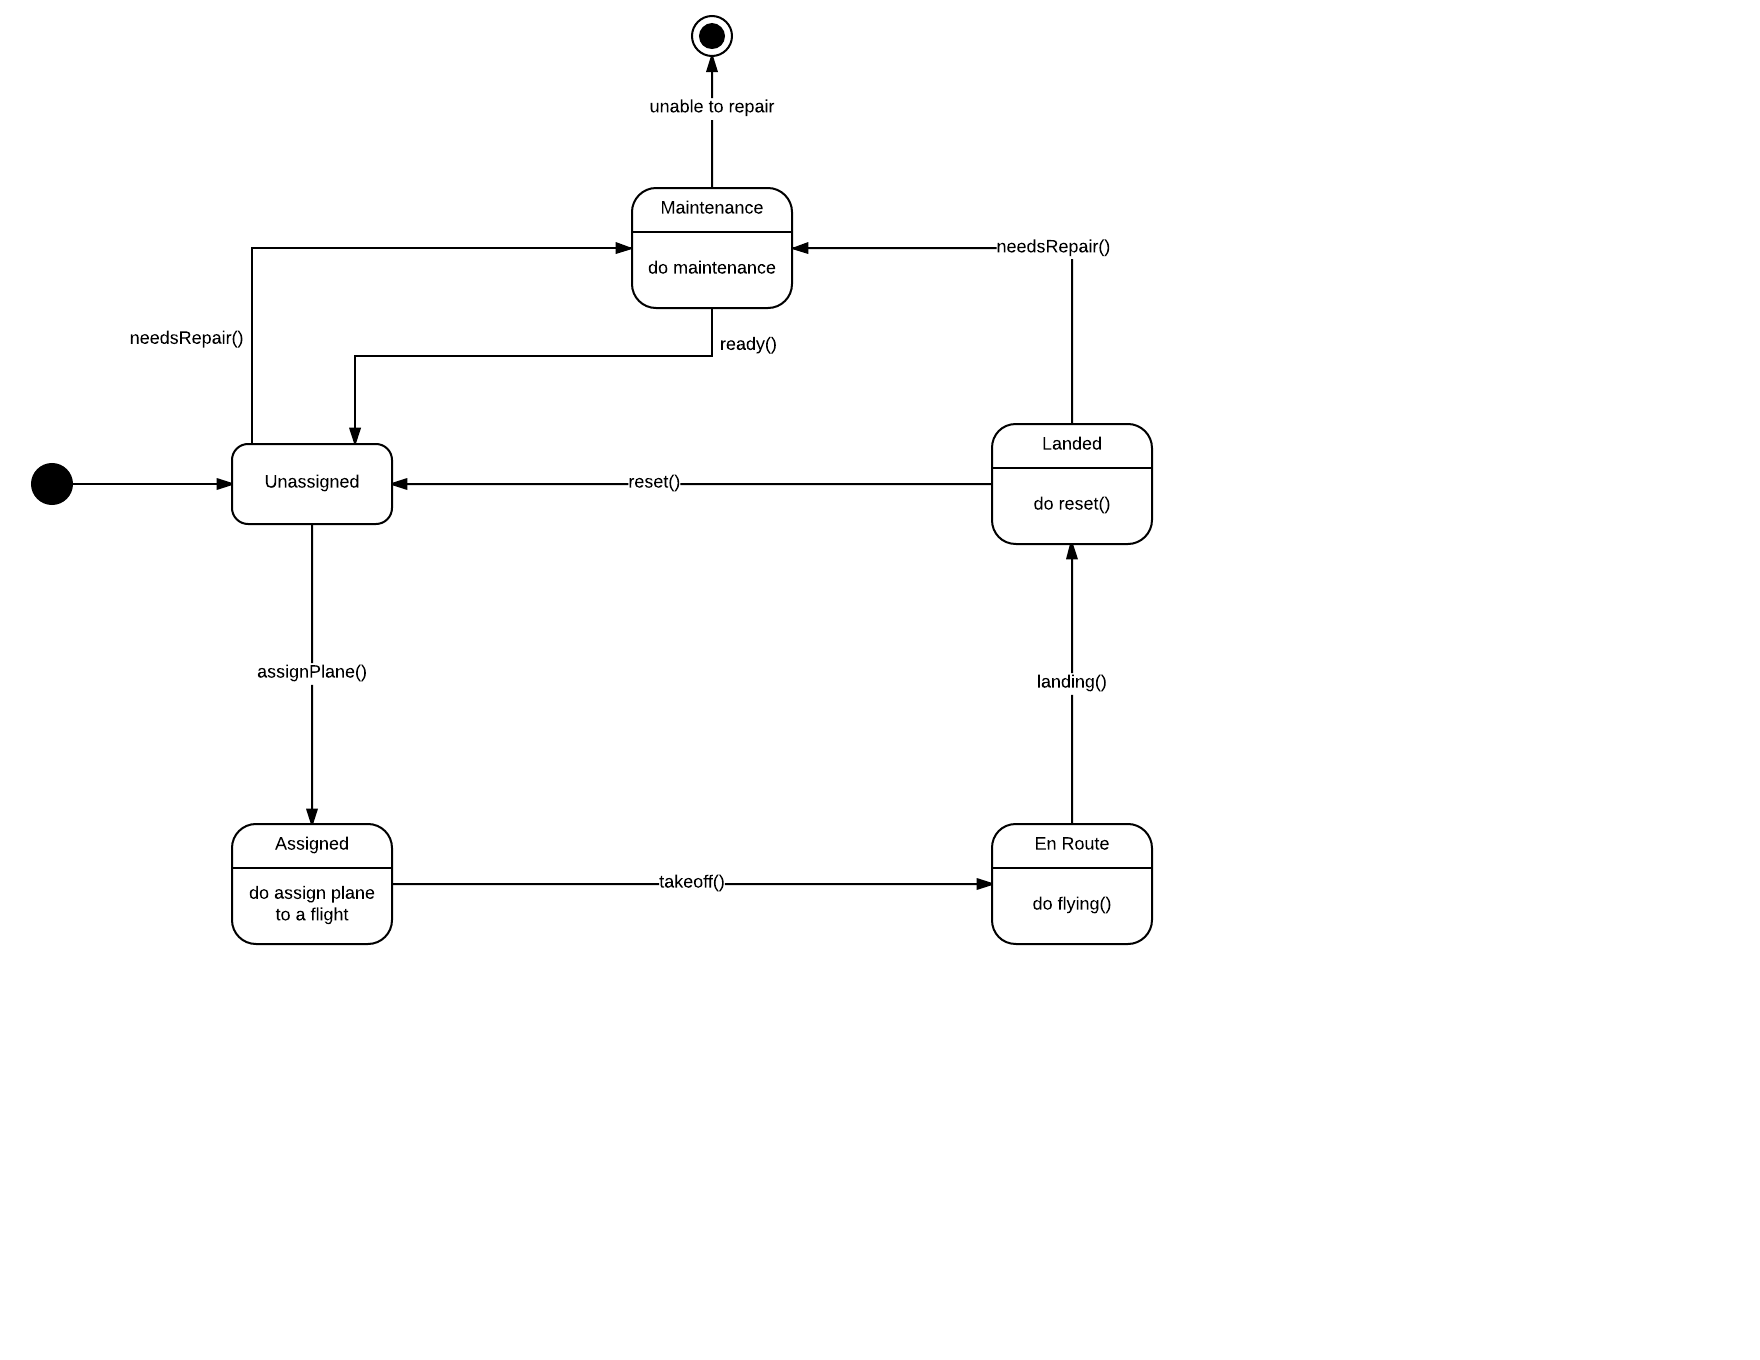 unable to repair
Maintenance
do maintenance
needsRepair()
needsRepair()
ready()
Unassigned
reset()
Landed
do reset()
assignPlane()
landing()
Assigned
do assign plane
to a flight
takeoff()
En Route
do flying()